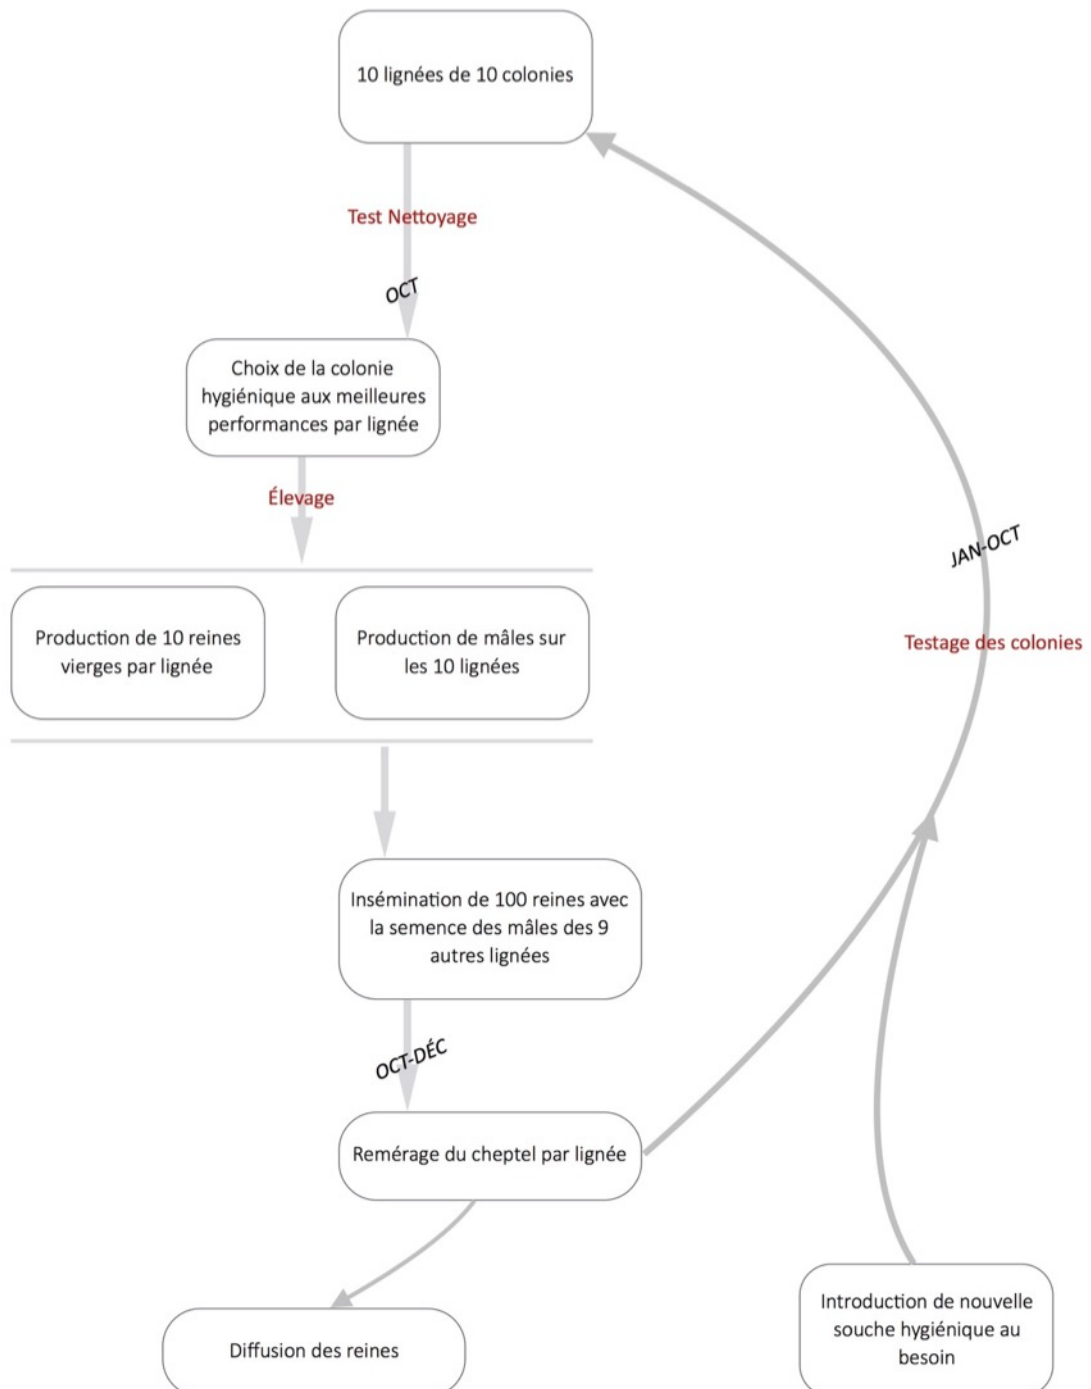 10 lignées de 10 colonies
Test Nettoyage
OCT
Choix de la colonie
hygiénique aux meilleures
performances par lignée
Élevage
Production de 10 reines
vierges par lignée
Production de mâles sur
les 10 lignées
JAN-OCT
Testage des colonies
Insémination de 100 reines avec
la semence des mâles des 9
autres lignées
OCT-DÉC
Remérage du cheptel par lignée
Diffusion des reines
Introduction de nouvelle
souche hygiénique au
besoin